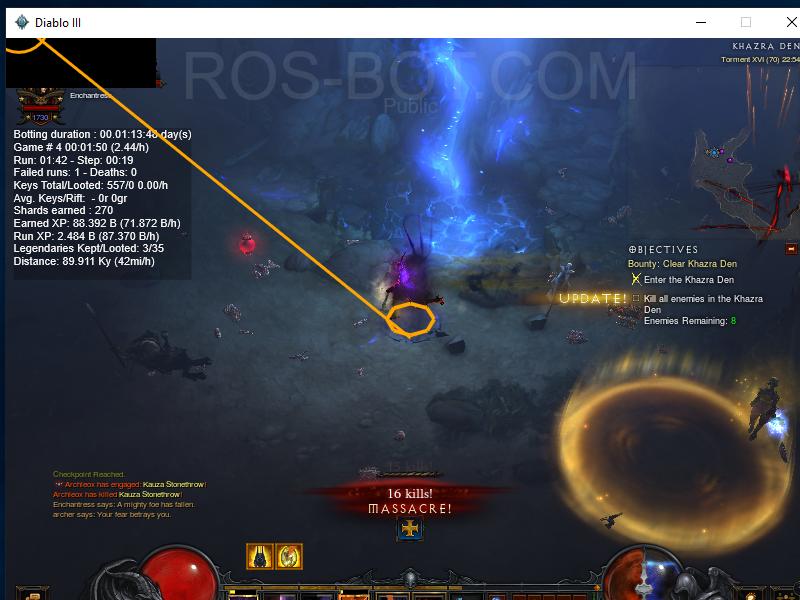 Diablo III
KHAZRA DEN
Torment XVI (70) 22:54
ROS-BOT.COM
Public
Enchantress
1730
Botting duration : 00.01:13:48 day(s)
Game # 4 00:01:50 (2.44/h)
Run: 01:42 - Step: 00:19
Failed runs: 1 - Deaths: 0
Keys Total/Looted: 557/0 0.00/h
Avg. Keys/Rift: - 0r 0gr
Shards earned : 270
Earned XP: 88.392 B (71.872 B/h)
Run XP: 2.484 B (87.370 B/h)
Legendaries Kept/Looted: 3/35
Distance: 89.911 Ky (42mi/h)
OBJECTIVES
Bounty: Clear Khazra Den
Enter the Khazra Den
UPDATE!
Kill all enemies in the Khazra
Den
Enemies Remaining: 8
Checkpoint Reached.
Archleox has engaged Kauza Stonethrow!
Archleox has killed Kauza Stonethrow!
Enchantress says: A mighty foe has fallen.
archer says: Your fear betrays you.
16 kills!
MASSACRE!